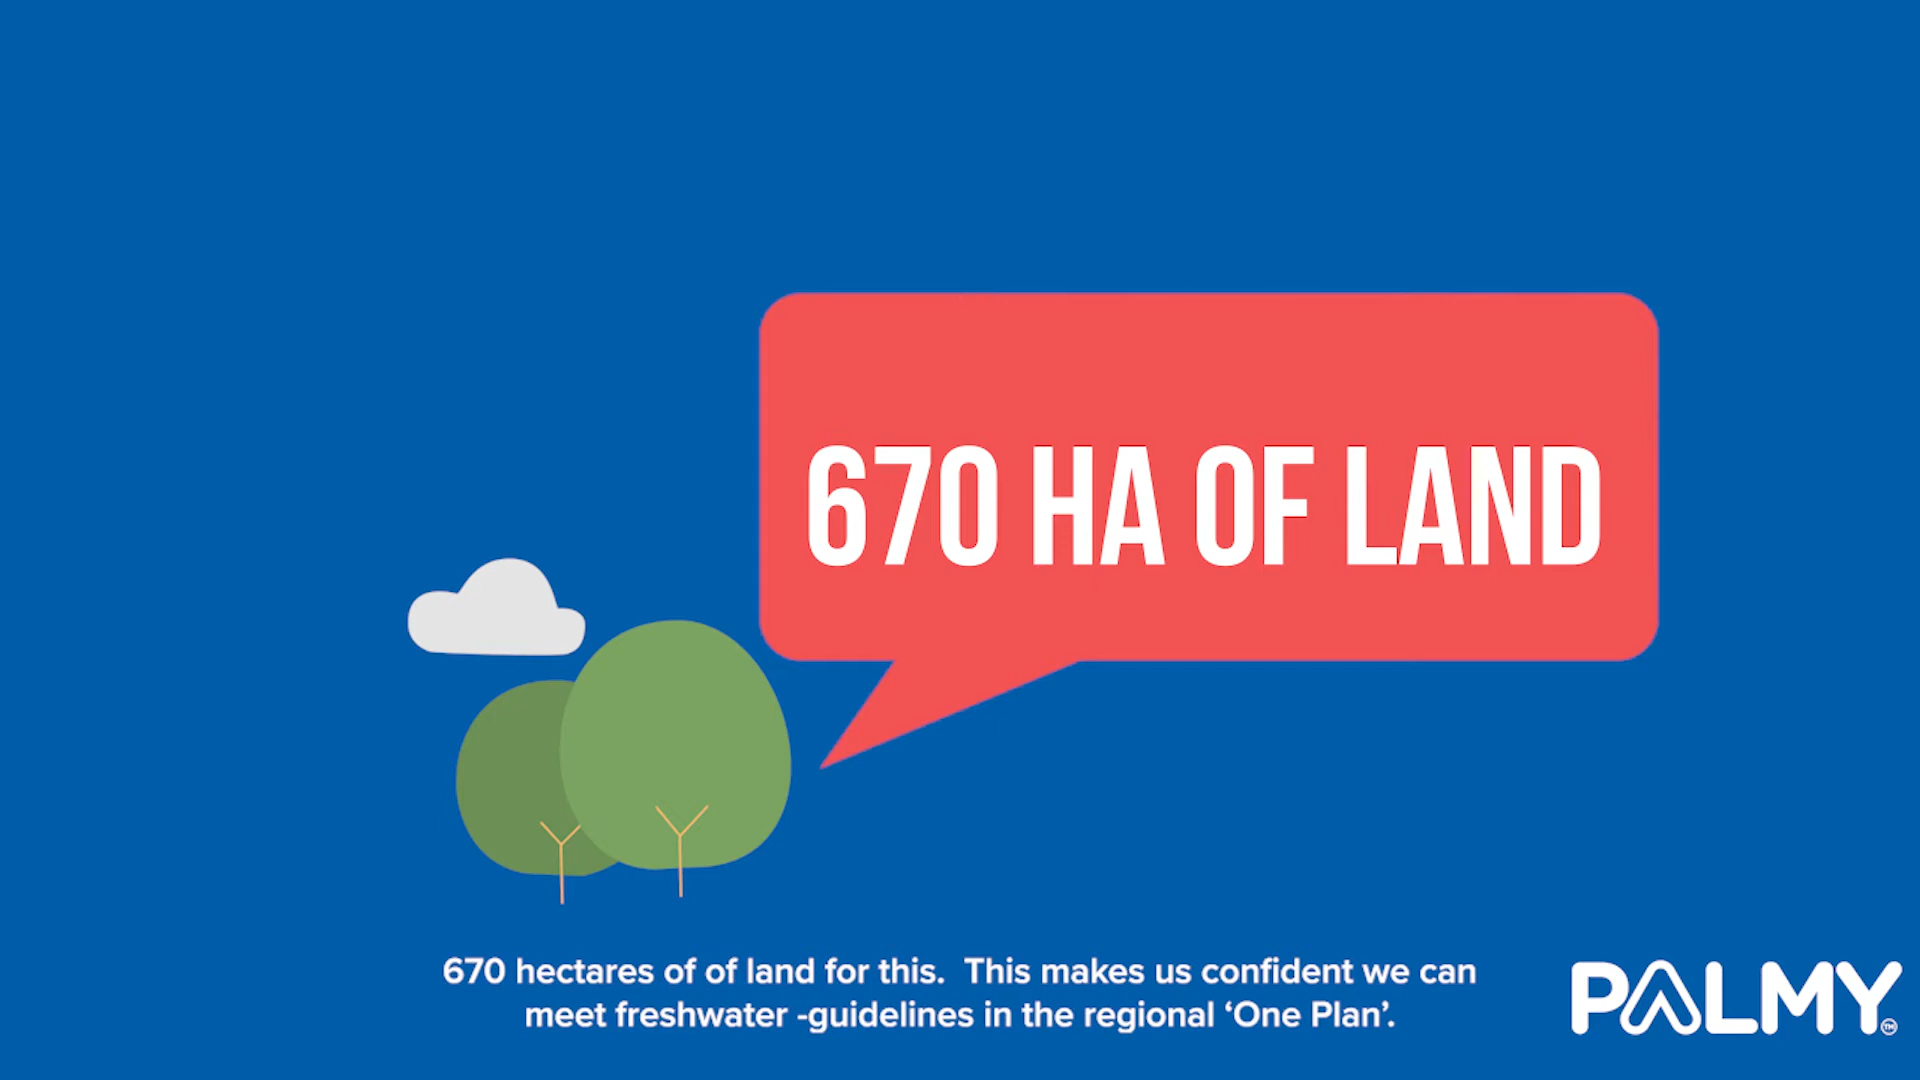 670 HA OF LAND
670 hectares of of land for this.  This makes us confident we can
meet freshwater -guidelines in the regional ‘One Plan’.
PALMY™